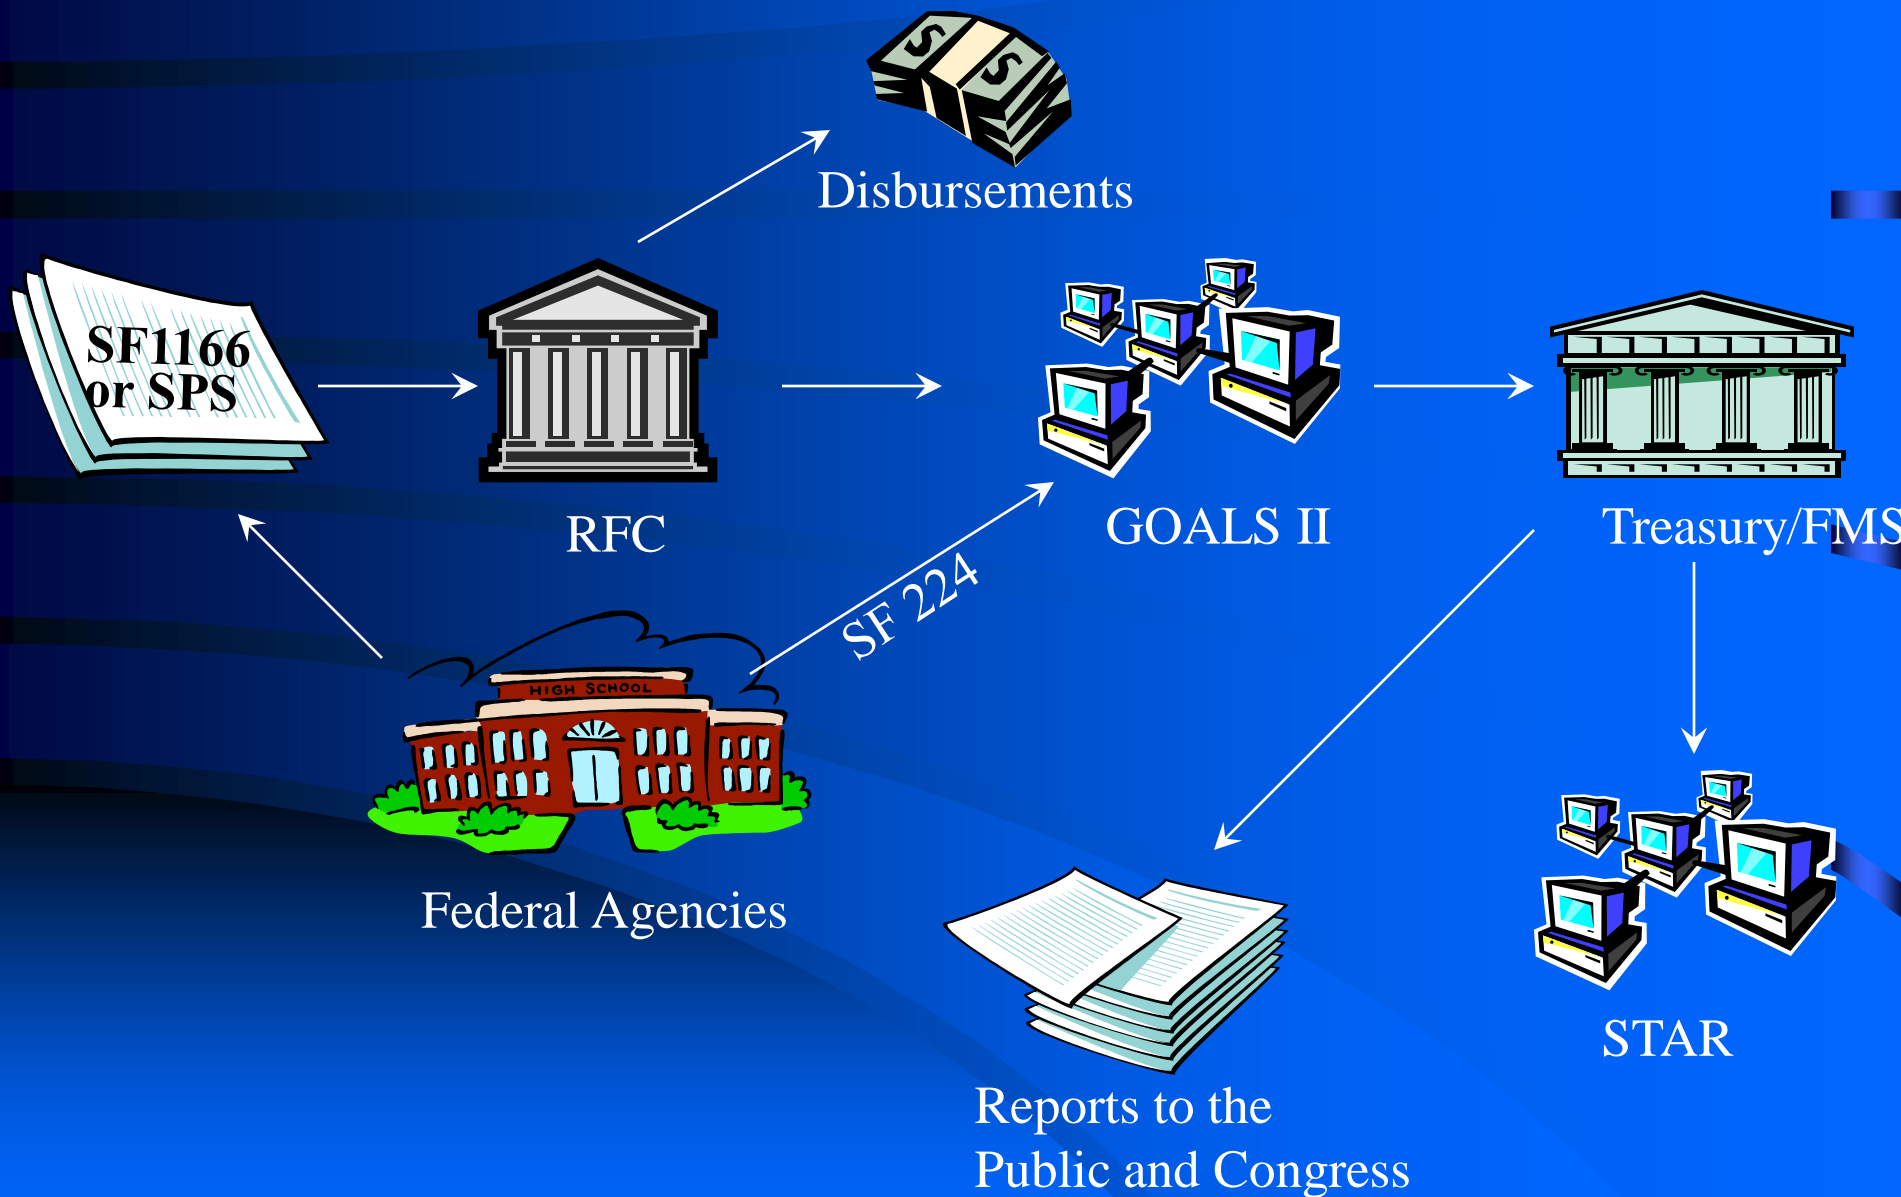 Disbursements
SF1166
or SPS
RFC
GOALS II
Treasury/FMS
SF 224
HIGH SCHOOL
Federal Agencies
STAR
Reports to the
Public and Congress